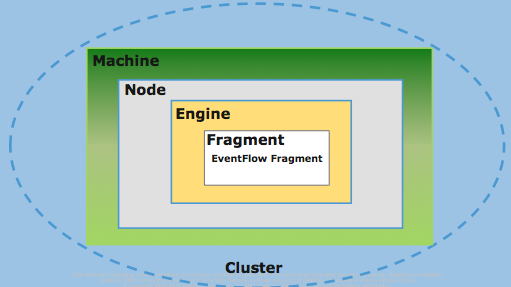 Machine
Node
Engine
Fragment
EventFlow Fragment
Cluster